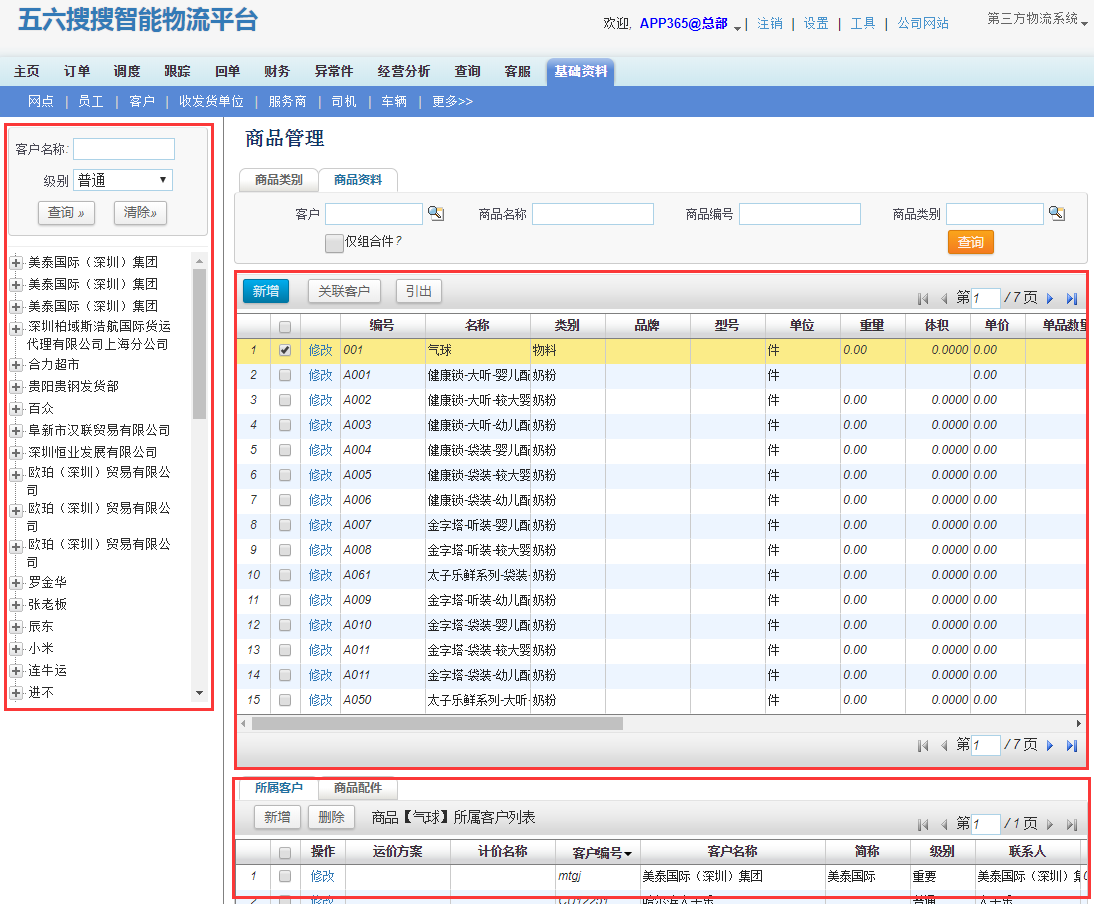 五六搜搜智能物流平台
欢迎, APP365@总部 | 注销 | 设置 | 工具 | 公司网站
第三方物流系统
主页 订单 调度 跟踪 回单 财务 异常件 经营分析 查询 客服 基础资料
网点 | 员工 | 客户 | 收发货单位 | 服务商 | 司机 | 车辆 | 更多>>
客户名称:
级别 普通
查询 » 清除»
美泰国际（深圳）集团
美泰国际（深圳）集团
美泰国际（深圳）集团
深圳柏域斯浩航国际货运
代理有限公司上海分公司
合力超市
贵阳贵钢发货部
百众
阜新市汉联贸易有限公司
深圳恒业发展有限公司
欧珀（深圳）贸易有限公
司
欧珀（深圳）贸易有限公
司
欧珀（深圳）贸易有限公
司
罗金华
张老板
辰东
小米
连牛运
进不
商品管理
商品类别 商品资料
客户 商品名称 商品编号 商品类别
仅组合件？ 查询
新增 关联客户 引出 第 1 / 7 页
编号 名称 类别 品牌 型号 单位 重量 体积 单价 单品数量
1 修改 001 气球 物料 件 0.00 0.0000 0.00
2 修改 A001 健康锁-大听-婴儿配 奶粉 件 0.00
3 修改 A002 健康锁-大听-较大婴 奶粉 件 0.00 0.0000 0.00
4 修改 A003 健康锁-大听-幼儿配 奶粉 件 0.00 0.0000 0.00
5 修改 A004 健康锁-袋装-婴儿配 奶粉 件 0.00 0.0000 0.00
6 修改 A005 健康锁-袋装-较大婴 奶粉 件 0.00 0.0000 0.00
7 修改 A006 健康锁-袋装-幼儿配 奶粉 件 0.00 0.0000 0.00
8 修改 A007 金字塔-听装-婴儿配 奶粉 件 0.00 0.0000 0.00
9 修改 A008 金字塔-听装-较大婴 奶粉 件 0.00 0.0000 0.00
10 修改 A061 太子乐鲜系列-袋装- 奶粉 件 0.00 0.0000 0.00
11 修改 A009 金字塔-听装-幼儿配 奶粉 件 0.00 0.0000 0.00
12 修改 A010 金字塔-袋装-婴儿配 奶粉 件 0.00 0.0000 0.00
13 修改 A011 金字塔-袋装-较大婴 奶粉 件 0.00 0.0000 0.00
14 修改 A011 金字塔-袋装-幼儿配 奶粉 件 0.00 0.0000 0.00
15 修改 A050 太子乐鲜系列-大听- 奶粉 件 0.00 0.0000 0.00
第 1 / 7 页
所属客户 商品配件
新增 删除 商品【气球】所属客户列表 第 1 / 1 页
操作 运价方案 计价名称 客户编号 客户名称 简称 级别 联系人
1 修改 mtgj 美泰国际（深圳）集团 美泰国际 重要 美泰国际（深圳）集